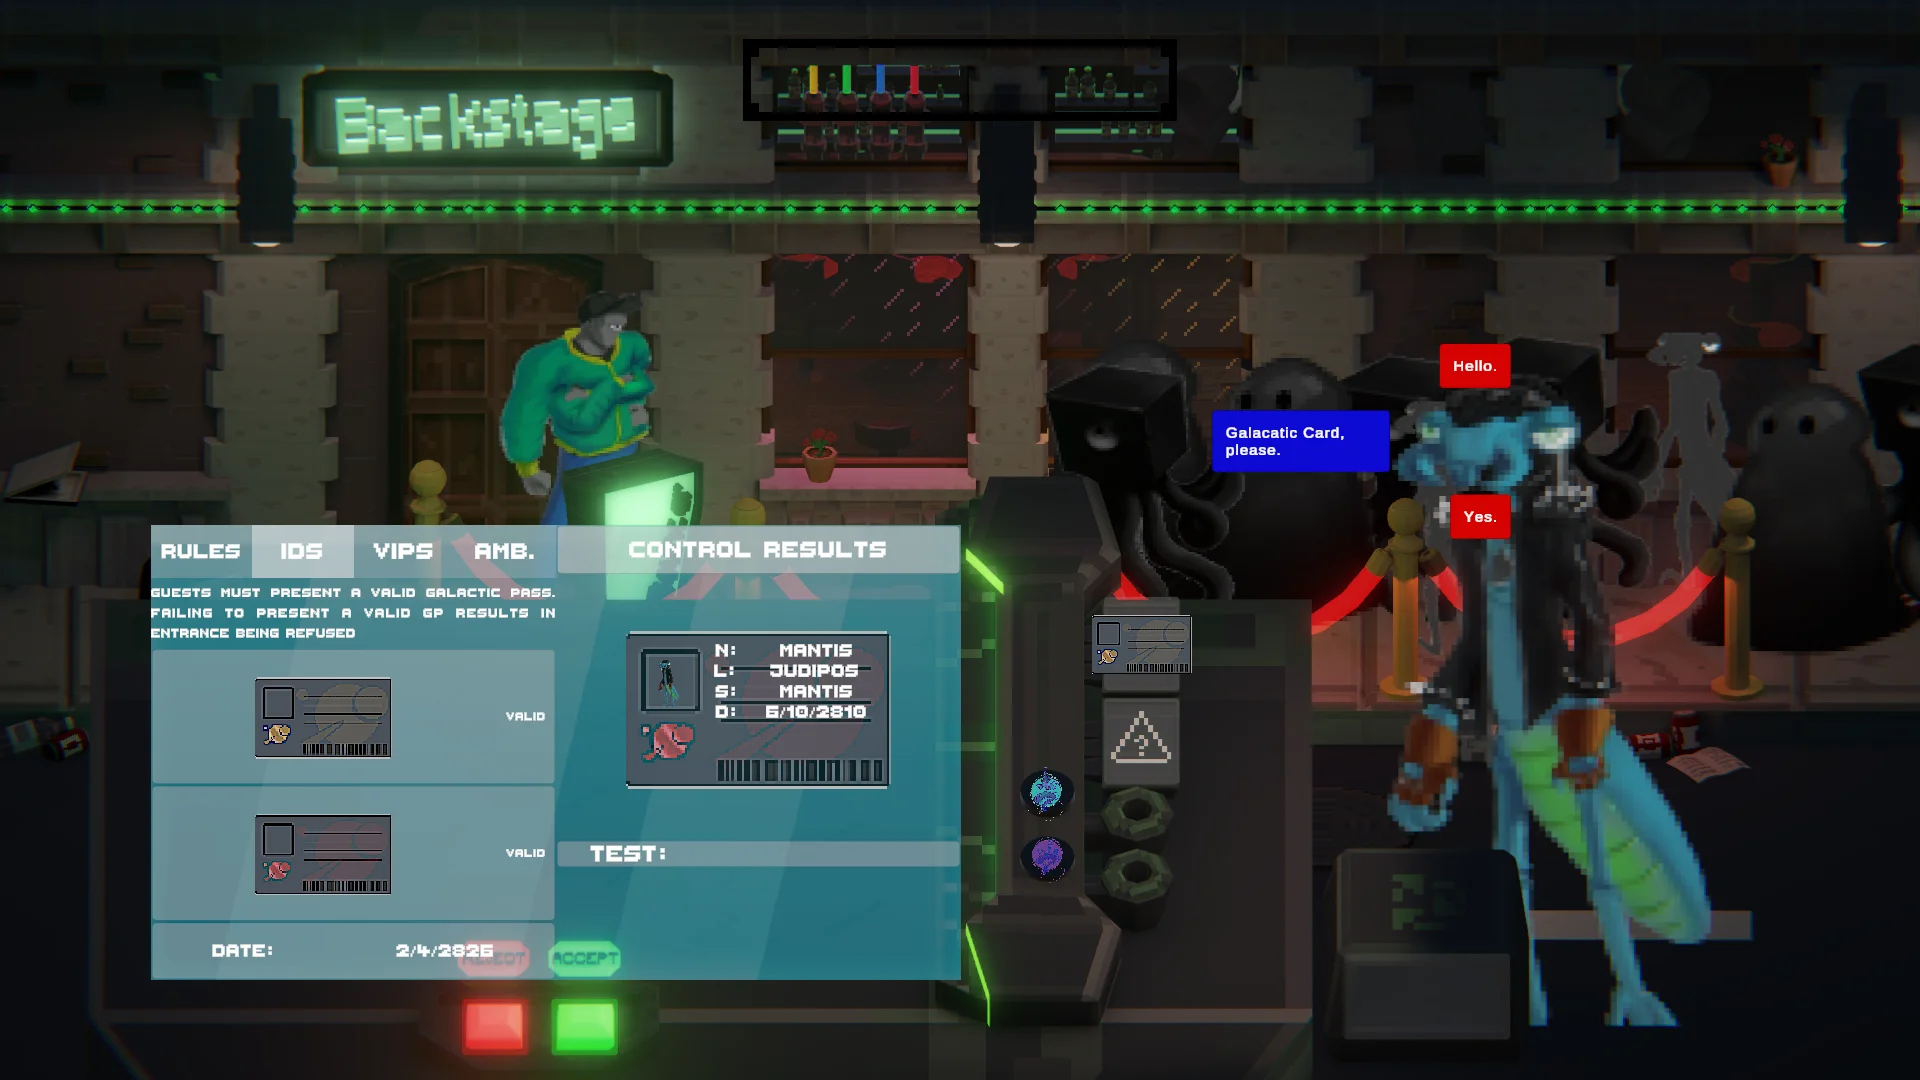 Backstage
Hello.
Galacatic Card,
please.
Yes.
RULES IDS VIPS AMB.
CONTROL RESULTS
GUESTS MUST PRESENT A VALID GALACTIC PASS.
FAILING TO PRESENT A VALID GP RESULTS IN
ENTRANCE BEING REFUSED
N: MANTIS
L: JUDIPOS
S: MANTIS
D: 6/10/2810
VALID
VALID
TEST:
DATE: 2/4/2826
REJECT ACCEPT
?